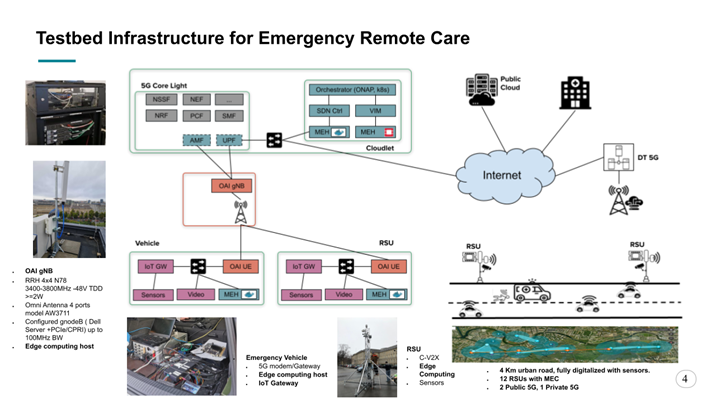 Testbed Infrastructure for Emergency Remote Care
5G Core Light
NSSF
NEF
...
NRF
PCF
SMF
AMF
UPF
Orchestrator (ONAP, k8s)
SDN Ctrl
VIM
MEH
MEH
Cloudlet
Public
Cloud
Internet
DT 5G
OAI gNB
Vehicle
IoT GW
OAI UE
Sensors
Video
MEH
RSU
IoT GW
OAI UE
Sensors
Video
MEH
RSU
RSU
OAI gNB
RRH 4x4 N78
3400-3800MHz -48V TDD
>=2W
Omni Antenna 4 ports
model AW3711
Configured gnodeB ( Dell
Server +PCIe/CPRI) up to
100MHz BW
Edge computing host
Emergency Vehicle
5G modem/Gateway
Edge computing host
IoT Gateway
RSU
C-V2X
Edge
Computing
Sensors
4 Km urban road, fully digitalized with sensors.
12 RSUs with MEC
2 Public 5G, 1 Private 5G
4